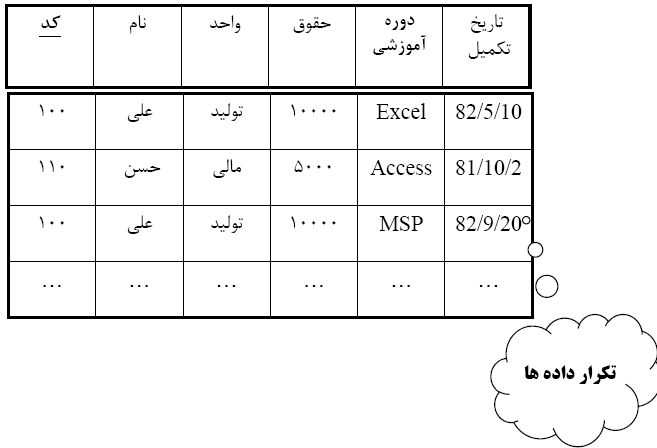 کد نام واحد حقوق دوره آموزشی تاریخ تکمیل
۱۰۰ علی تولید ۱۰۰۰۰ Excel 82/5/10
۱۱۰ حسن مالی ۵۰۰۰ Access 81/10/2
۱۰۰ علی تولید ۱۰۰۰۰ MSP 82/9/20
... ... ... ... ... ...
تکرار داده ها